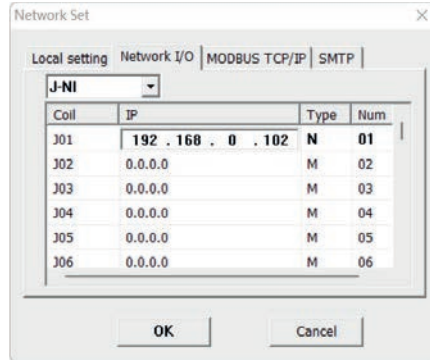 Network Set
Local setting Network I/O MODBUS TCP/IP SMTP
J-NI
Coil IP Type Num
J01 192 . 168 . 0 . 102 N 01
J02 0.0.0.0 M 02
J03 0.0.0.0 M 03
J04 0.0.0.0 M 04
J05 0.0.0.0 M 05
J06 0.0.0.0 M 06
OK Cancel